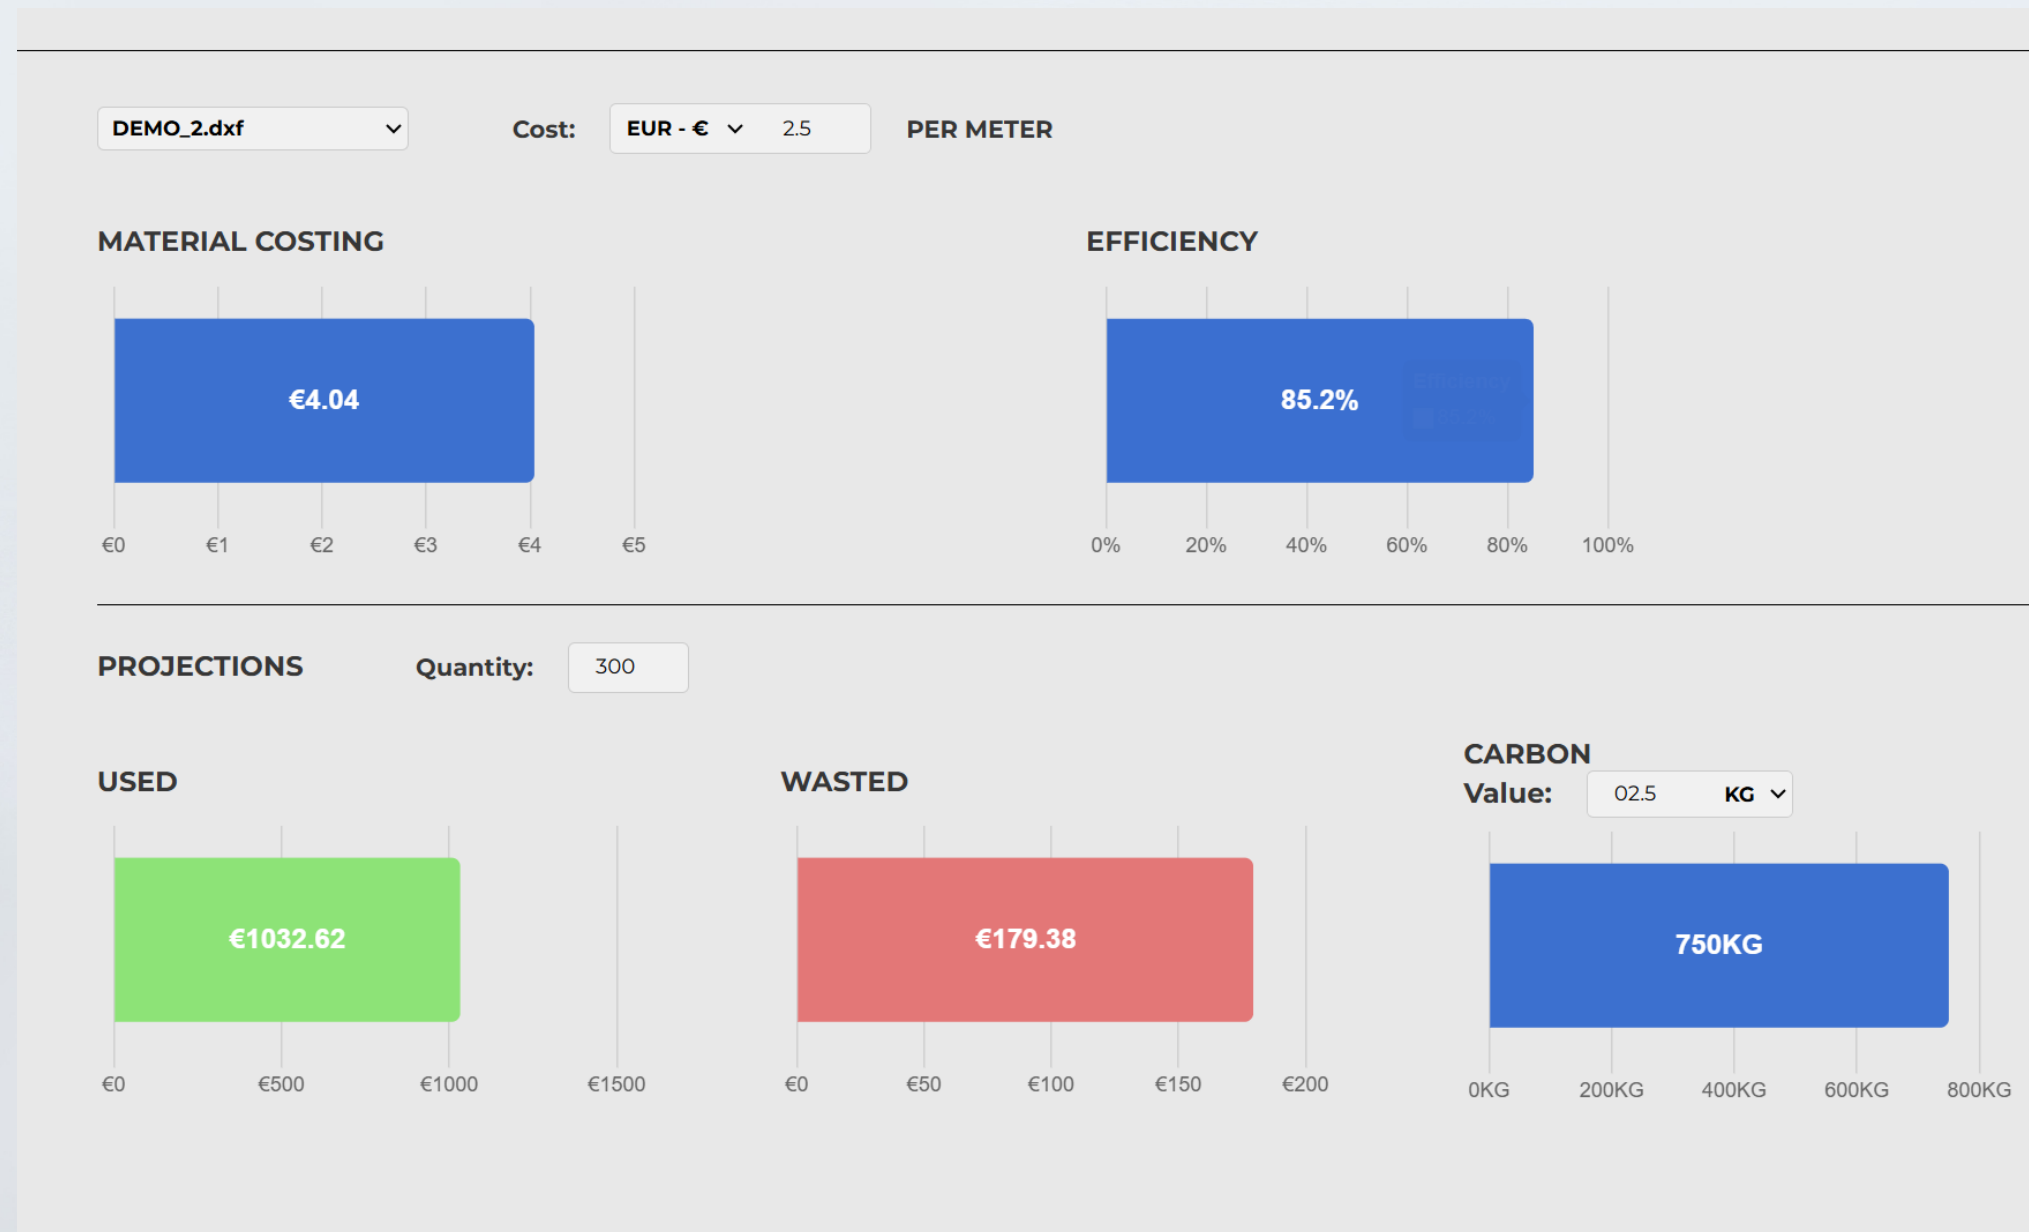 DEMO_2.dxf Cost: EUR - € 2.5 PER METER
MATERIAL COSTING
€4.04
€0 €1 €2 €3 €4 €5
EFFICIENCY
85.2%
Efficiency
0% 20% 40% 60% 80% 100%
PROJECTIONS Quantity: 300
USED
€1032.62
€0 €500 €1000 €1500
WASTED
€179.38
€0 €50 €100 €150 €200
CARBON
Value: 02.5 KG
750KG
0KG 200KG 400KG 600KG 800KG